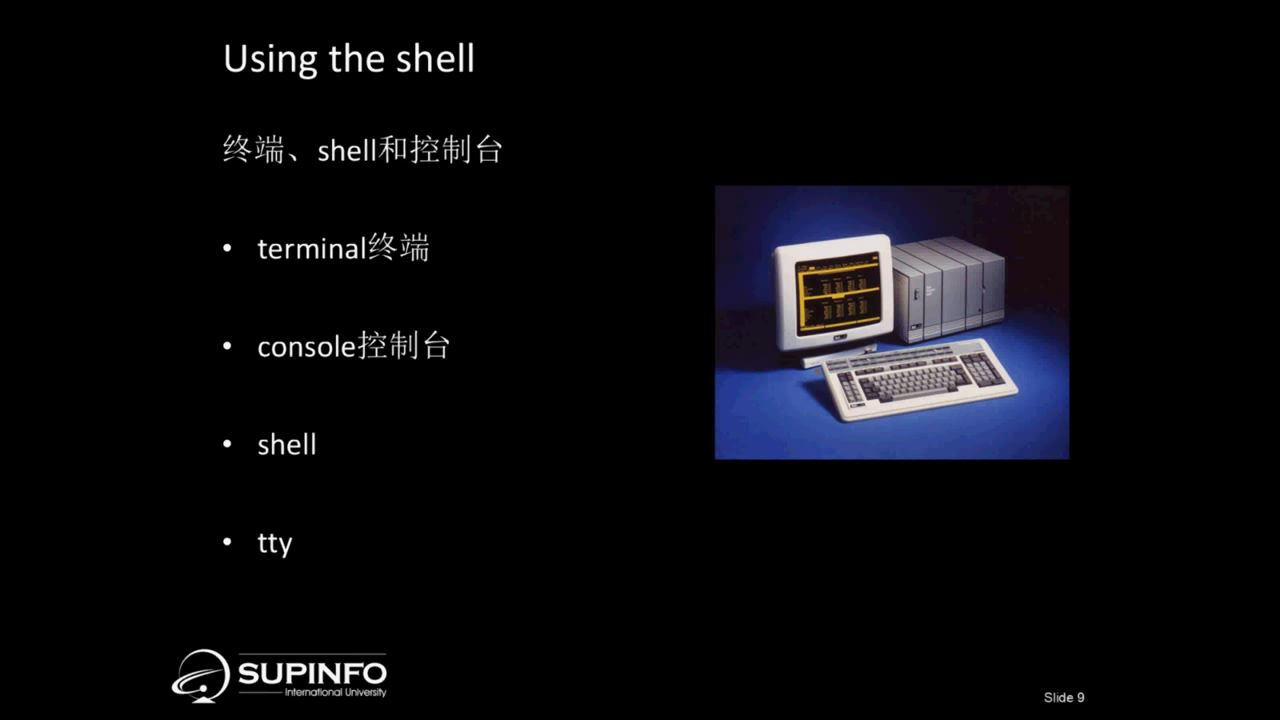 Using the shell
终端、shell和控制台
• terminal终端
• console控制台
• shell
• tty
SUPINFO
International University
Slide 9